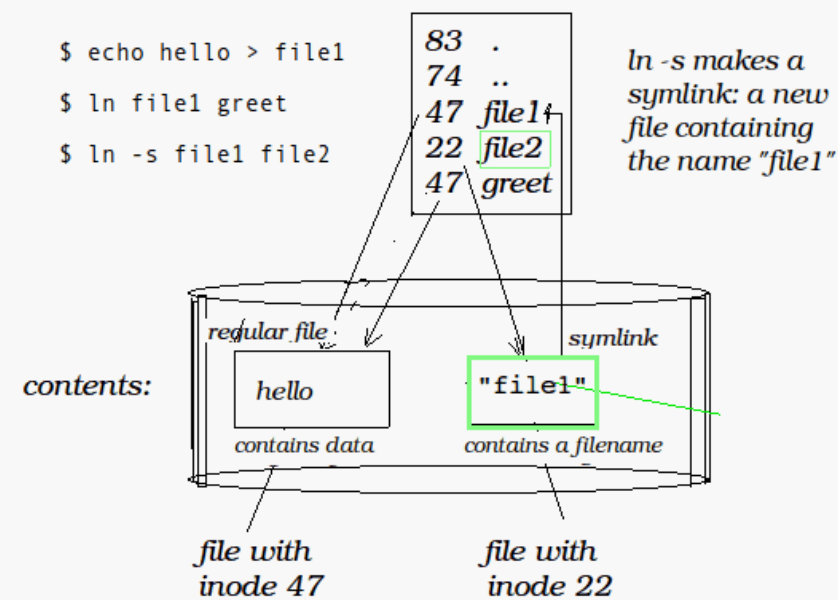 $ echo hello > file1
$ ln file1 greet
$ ln -s file1 file2
83 .
74 ..
47 file1
22 file2
47 greet
ln -s makes a
symlink: a new
file containing
the name "file1"
contents:
regular file
hello
contains data
symlink
"file1"
contains a filename
file with
inode 47
file with
inode 22